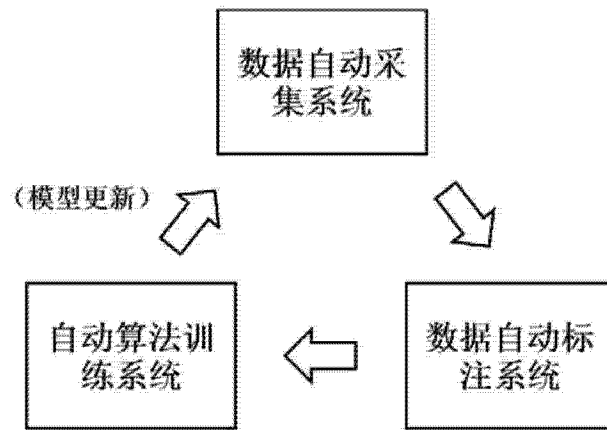 数据自动采
集系统
（模型更新）
自动算法训
练系统
数据自动标
注系统